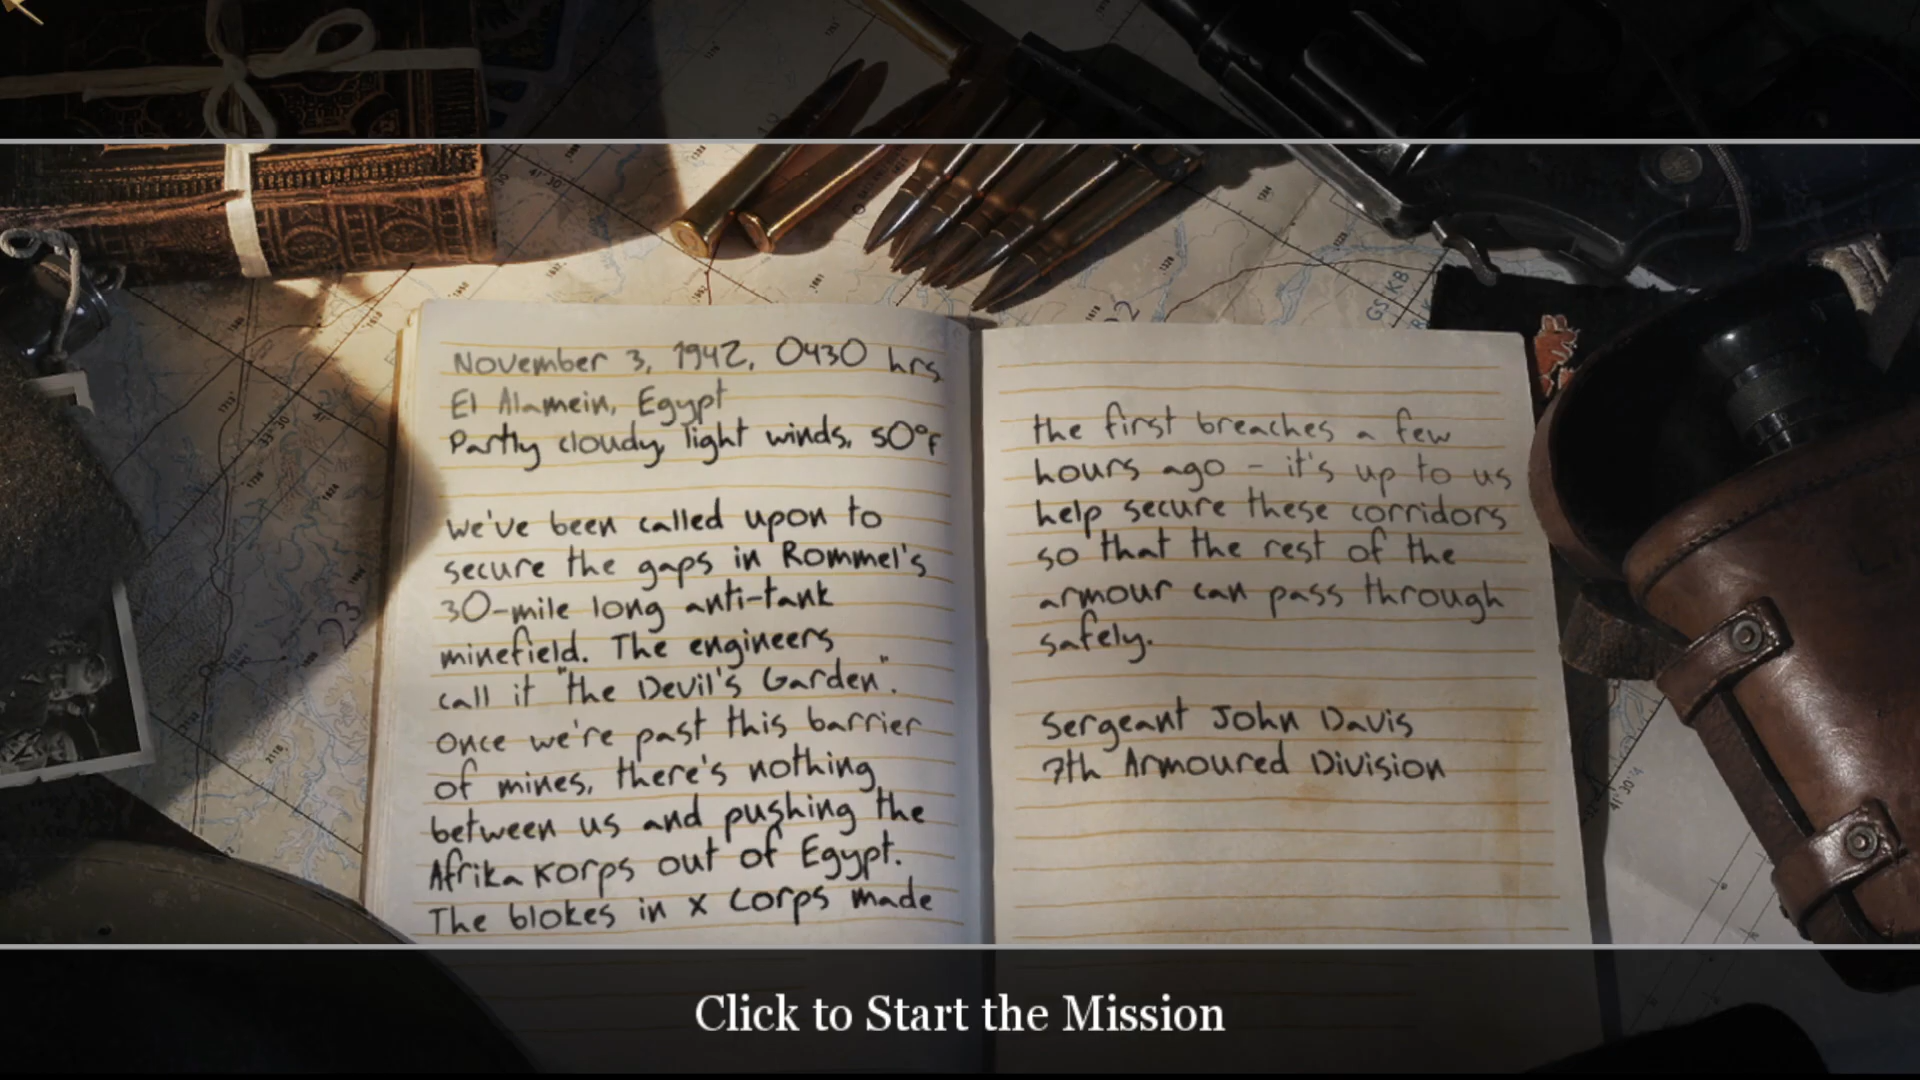 November 3, 1942, 0430 hrs
El Alamein, Egypt
Partly cloudy, light winds, 50°F
We've been called upon to
secure the gaps in Rommel's
30-mile long anti-tank
minefield. The engineers
call it "the Devil's Garden".
Once we're past this barrier
of mines, there's nothing
between us and pushing the
Afrika Korps out of Egypt.
The blokes in X Corps made
the first breaches a few
hours ago - it's up to us
help secure these corridors
so that the rest of the
armour can pass through
safely.
Sergeant John Davis
7th Armoured Division
Click to Start the Mission